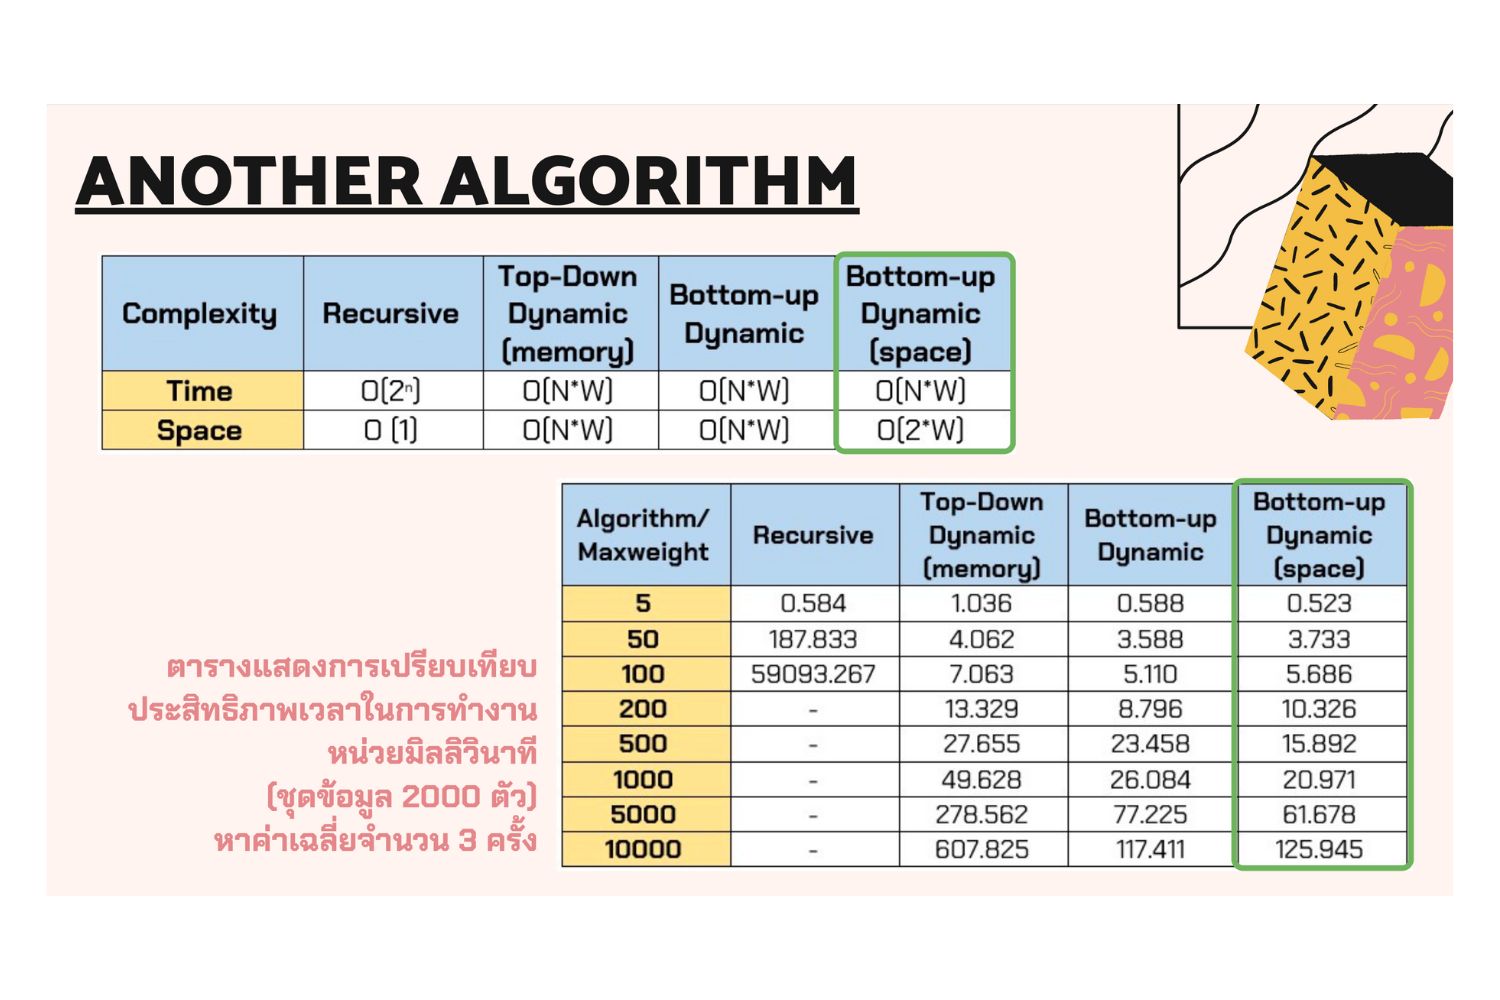 ANOTHER ALGORITHM
Complexity Recursive Top-Down Dynamic (memory) Bottom-up Dynamic Bottom-up Dynamic (space)
Time O(2ⁿ) O(N*W) O(N*W) O(N*W)
Space O (1) O(N*W) O(N*W) O(2*W)
Algorithm/ Maxweight Recursive Top-Down Dynamic (memory) Bottom-up Dynamic Bottom-up Dynamic (space)
5 0.584 1.036 0.588 0.523
50 187.833 4.062 3.588 3.733
100 59093.267 7.063 5.110 5.686
200 - 13.329 8.796 10.326
500 - 27.655 23.458 15.892
1000 - 49.628 26.084 20.971
5000 - 278.562 77.225 61.678
10000 - 607.825 117.411 125.945
ตารางแสดงการเปรียบเทียบ
ประสิทธิภาพเวลาในการทำงาน
หน่วยมิลลิวินาที
(ชุดข้อมูล 2000 ตัว)
หาค่าเฉลี่ยจำนวน 3 ครั้ง